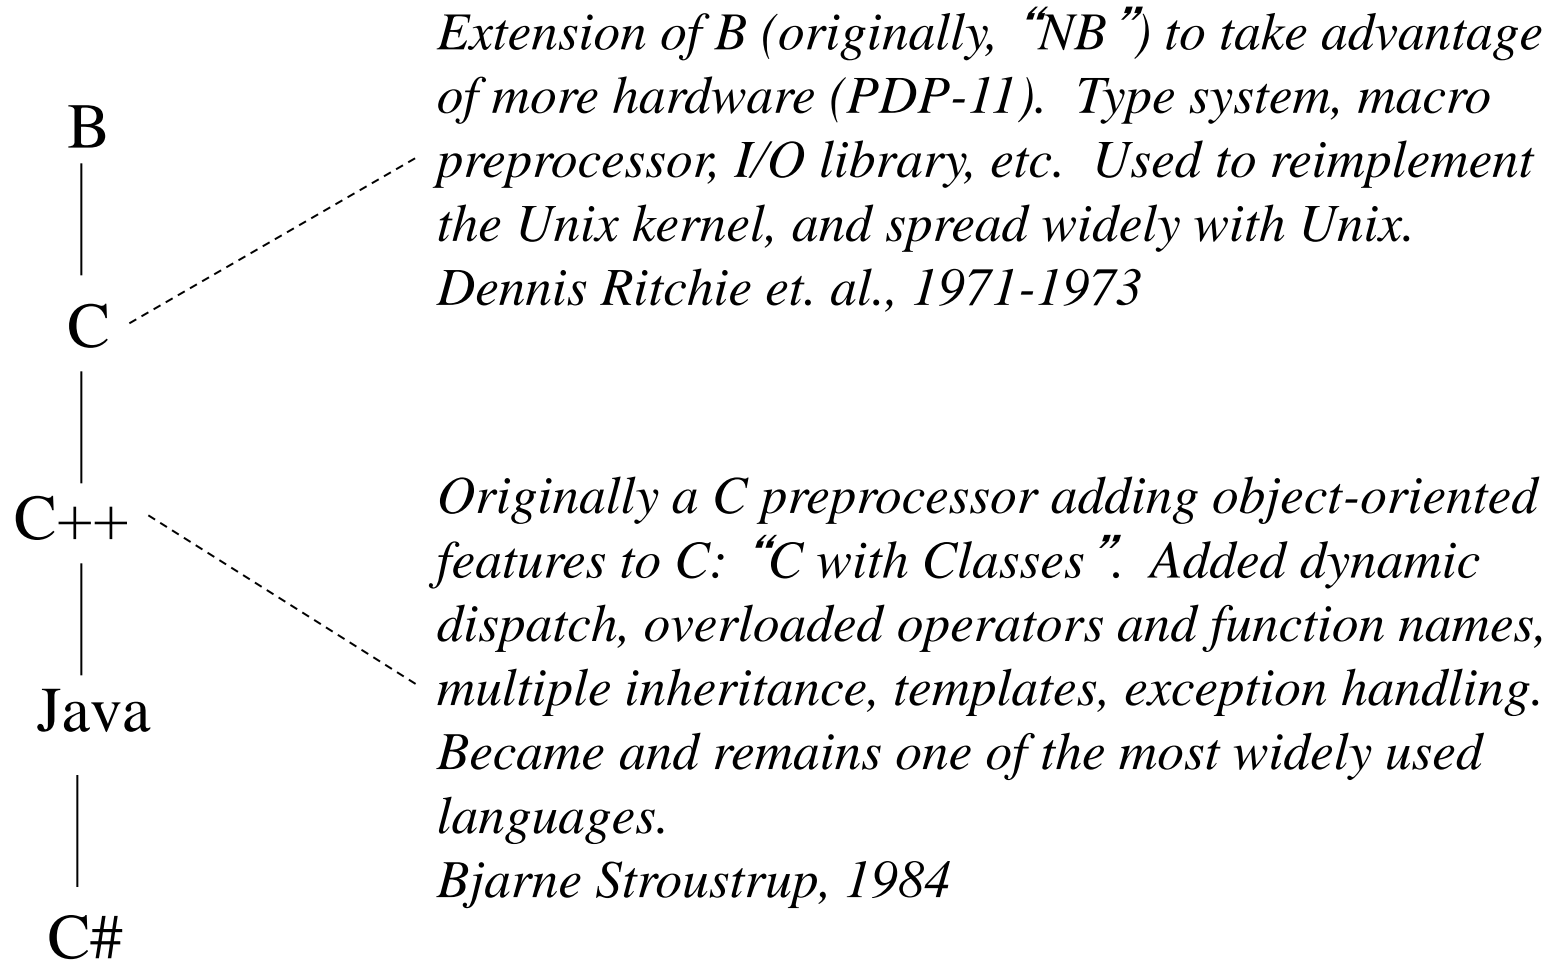 B
C
C++
Java
C#
Extension of B (originally, “NB”) to take advantage
of more hardware (PDP-11).  Type system, macro
preprocessor, I/O library, etc.  Used to reimplement
the Unix kernel, and spread widely with Unix.
Dennis Ritchie et. al., 1971-1973
Originally a C preprocessor adding object-oriented
features to C:  “C with Classes”.  Added dynamic
dispatch, overloaded operators and function names,
multiple inheritance, templates, exception handling.
Became and remains one of the most widely used
languages.
Bjarne Stroustrup, 1984